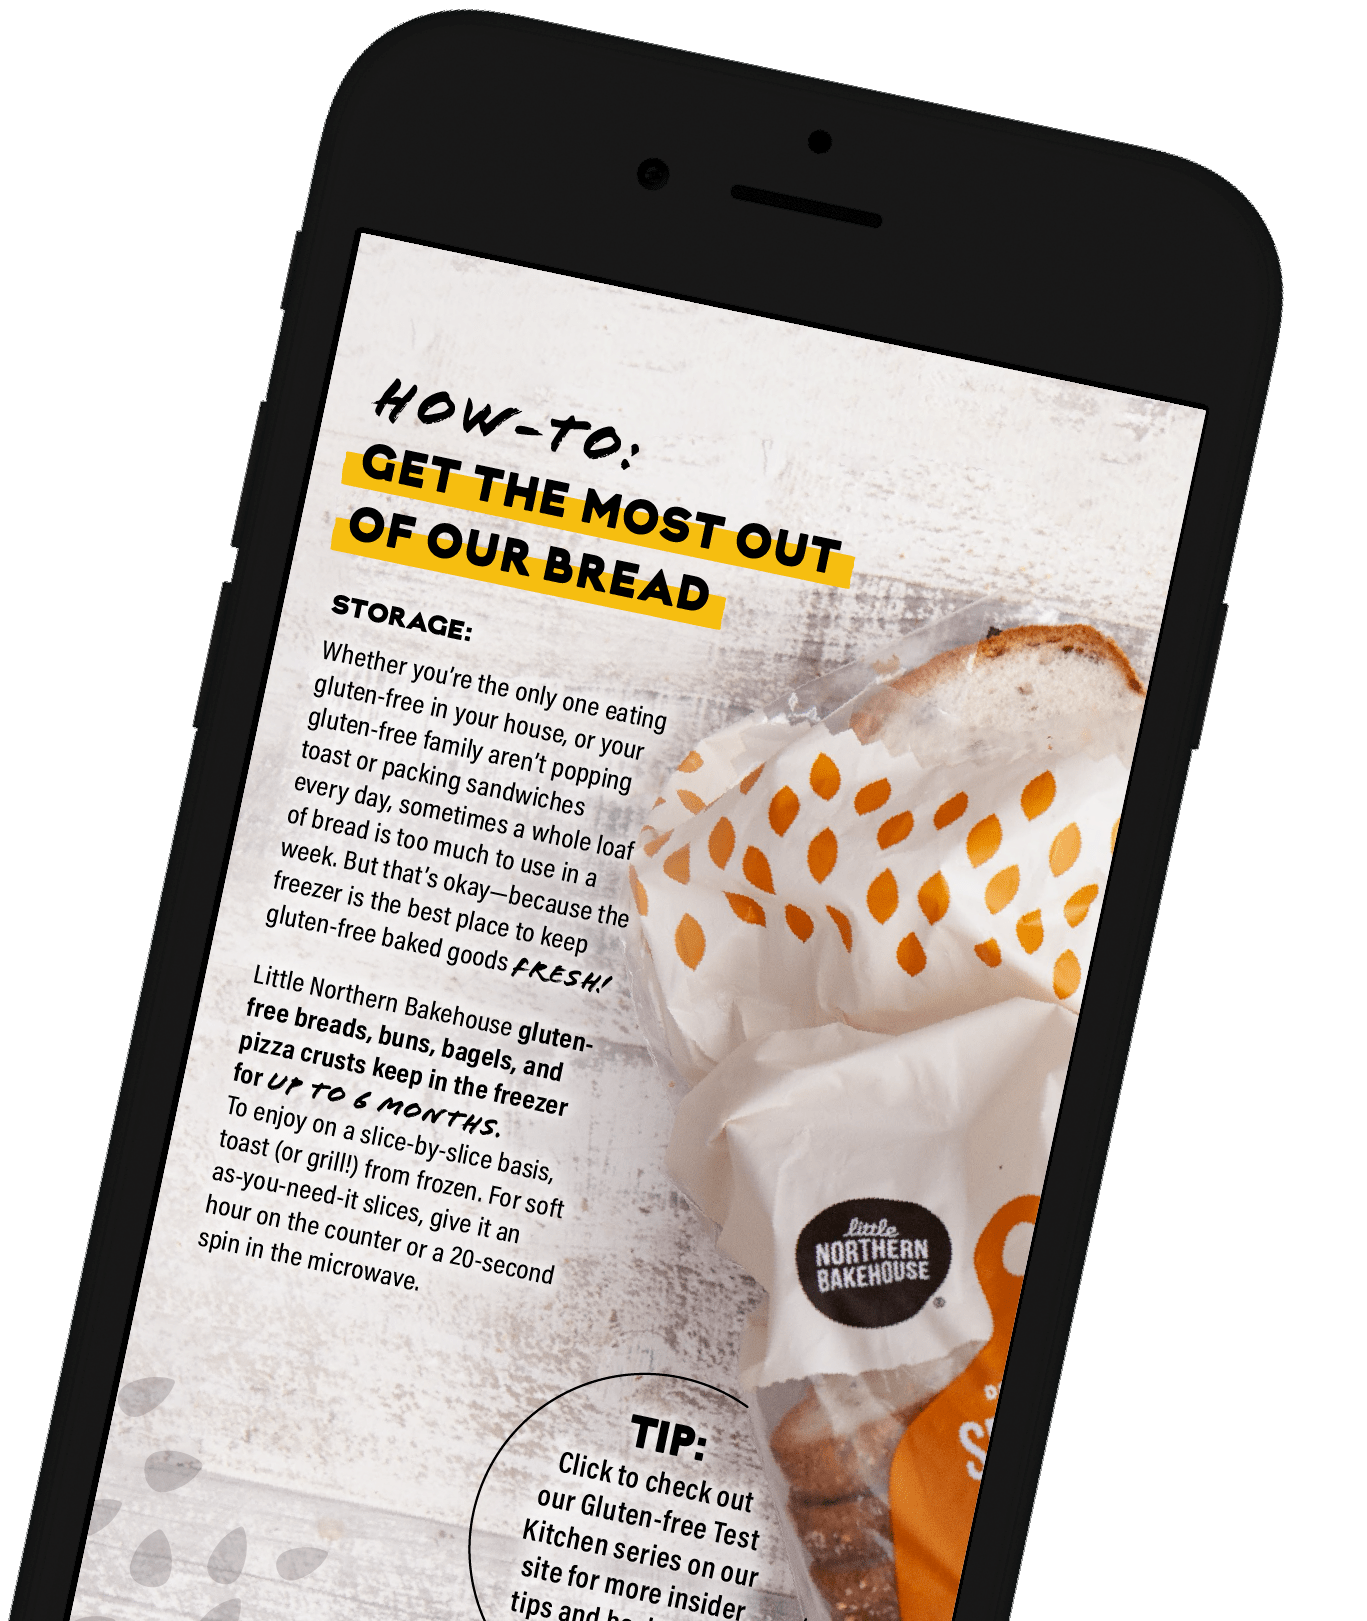 HOW-TO:
GET THE MOST OUT
OF OUR BREAD
STORAGE:
Whether you're the only one eating
gluten-free in your house, or your
gluten-free family aren't popping
toast or packing sandwiches
every day, sometimes a whole loaf
of bread is too much to use in a
week. But that's okay—because the
freezer is the best place to keep
gluten-free baked goods FRESH!
Little Northern Bakehouse gluten-
free breads, buns, bagels, and
pizza crusts keep in the freezer
for UP TO 6 MONTHS.
To enjoy on a slice-by-slice basis,
toast (or grill!) from frozen. For soft
as-you-need-it slices, give it an
hour on the counter or a 20-second
spin in the microwave.
little
NORTHERN
BAKEHOUSE
®
TIP:
Click to check out
our Gluten-free Test
Kitchen series on our
site for more insider
tips and